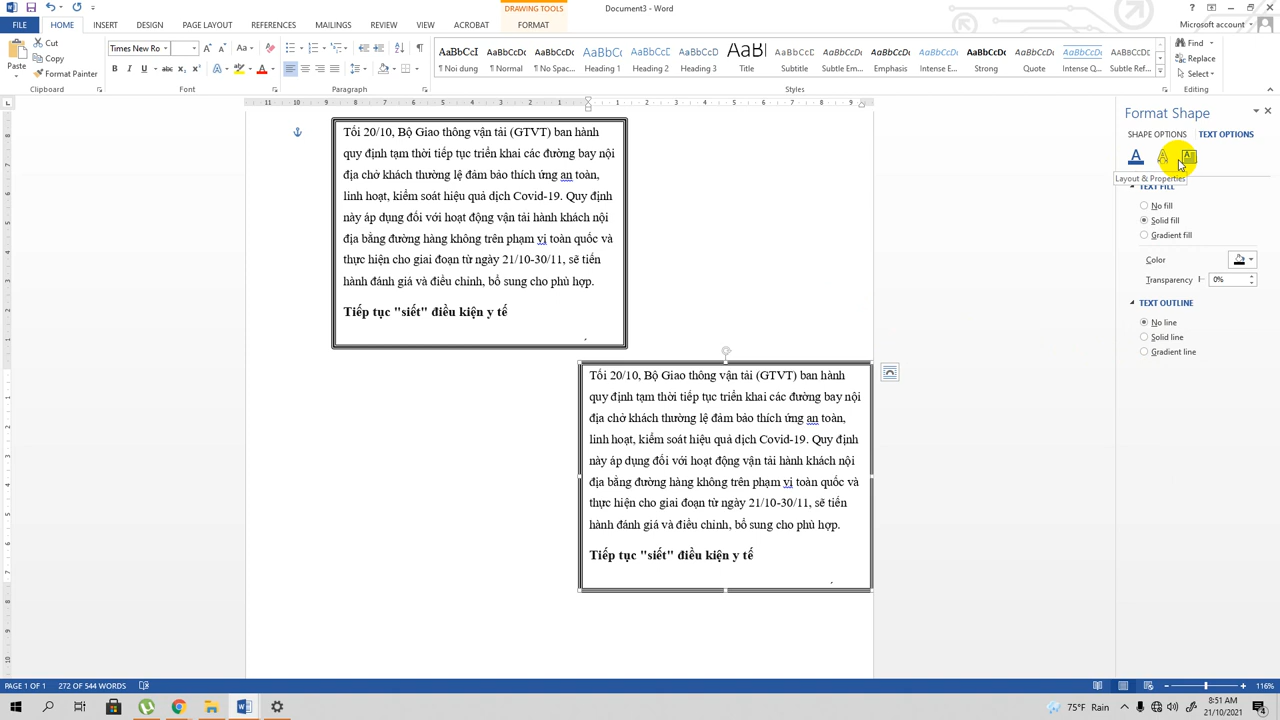 DRAWING TOOLS
Document3 - Word
FILE
HOME
INSERT
DESIGN
PAGE LAYOUT
REFERENCES
MAILINGS
REVIEW
VIEW
ACROBAT
FORMAT
Microsoft account
Paste
Cut
Copy
Format Painter
Clipboard
Times New Ro
Font
Paragraph
AaBbCcI
¶ Noi dung
AaBbCcDc
¶ Normal
AaBbCcDc
¶ No Spac...
AaBbC
Heading 1
AaBbCc
Heading 2
AaBbCcD
Heading 3
AaBl
Title
AaBbCcD
Subtitle
AaBbCcDc
Subtle Em...
AaBbCcDc
Emphasis
AaBbCcDc
Intense E...
AaBbCcDc
Strong
AaBbCcDc
Quote
AaBbCcDc
Intense Q...
AaBbCcDc
Subtle Ref...
Styles
Find
Replace
Select
Editing
Tối 20/10, Bộ Giao thông vận tải (GTVT) ban hành
quy định tạm thời tiếp tục triển khai các đường bay nội
địa chở khách thường lệ đảm bảo thích ứng an toàn,
linh hoạt, kiểm soát hiệu quả dịch Covid-19. Quy định
này áp dụng đối với hoạt động vận tải hành khách nội
địa bằng đường hàng không trên phạm vi toàn quốc và
thực hiện cho giai đoạn từ ngày 21/10-30/11, sẽ tiến
hành đánh giá và điều chỉnh, bổ sung cho phù hợp.
Tiếp tục "siết" điều kiện y tế
Tối 20/10, Bộ Giao thông vận tải (GTVT) ban hành
quy định tạm thời tiếp tục triển khai các đường bay nội
địa chở khách thường lệ đảm bảo thích ứng an toàn,
linh hoạt, kiểm soát hiệu quả dịch Covid-19. Quy định
này áp dụng đối với hoạt động vận tải hành khách nội
địa bằng đường hàng không trên phạm vi toàn quốc và
thực hiện cho giai đoạn từ ngày 21/10-30/11, sẽ tiến
hành đánh giá và điều chỉnh, bổ sung cho phù hợp.
Tiếp tục "siết" điều kiện y tế
Format Shape
SHAPE OPTIONS
TEXT OPTIONS
Layout & Properties
TEXT FILL
No fill
Solid fill
Gradient fill
Color
Transparency
0%
TEXT OUTLINE
No line
Solid line
Gradient line
PAGE 1 OF 1
272 OF 544 WORDS
116%
75°F Rain
8:51 AM
21/10/2021